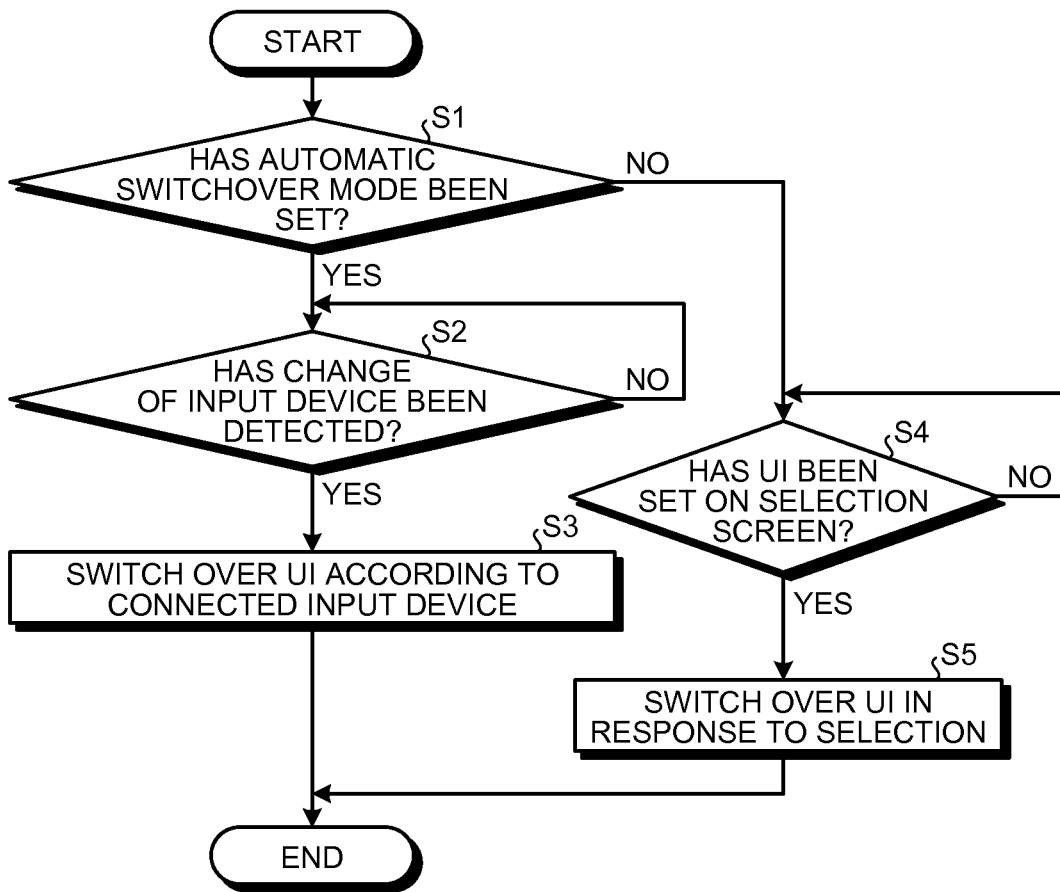 START
S1
HAS AUTOMATIC
SWITCHOVER MODE BEEN
SET?
NO
YES
S2
HAS CHANGE
OF INPUT DEVICE BEEN
DETECTED?
NO
YES
S3
SWITCH OVER UI ACCORDING TO
CONNECTED INPUT DEVICE
S4
HAS UI BEEN
SET ON SELECTION
SCREEN?
NO
YES
S5
SWITCH OVER UI IN
RESPONSE TO SELECTION
END